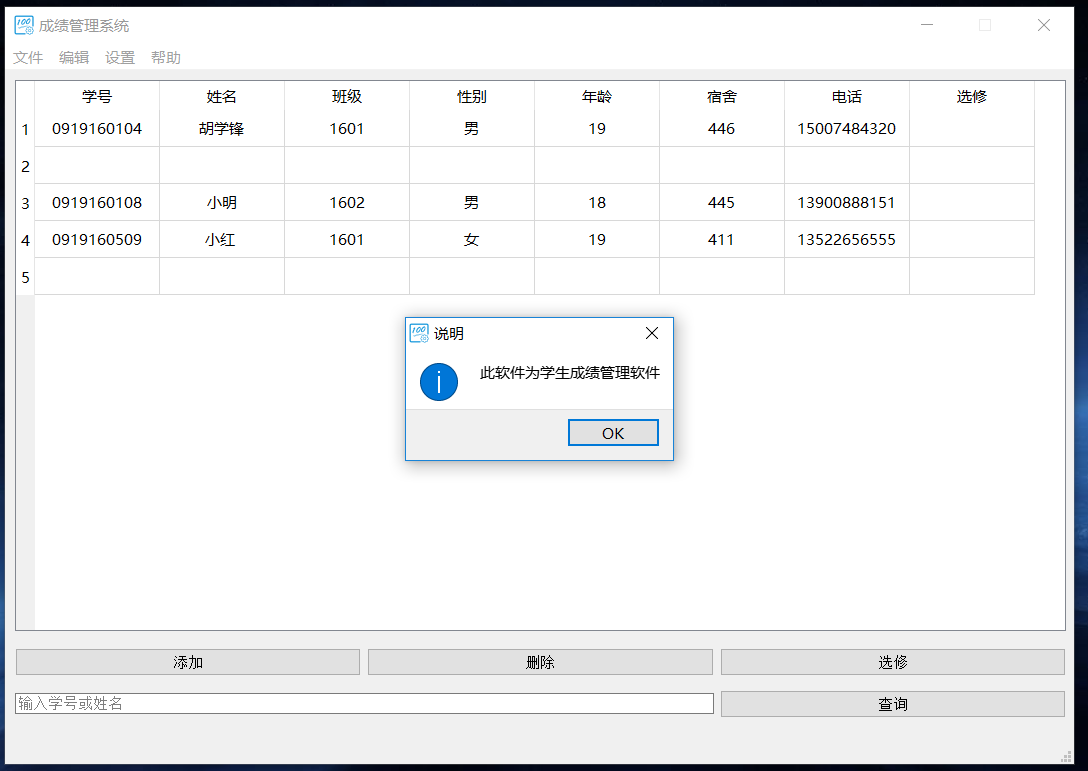 成绩管理系统
文件 编辑 设置 帮助
学号 姓名 班级 性别 年龄 宿舍 电话 选修
1 0919160104 胡学锋 1601 男 19 446 15007484320
2
3 0919160108 小明 1602 男 18 445 13900888151
4 0919160509 小红 1601 女 19 411 13522656555
5
说明
此软件为学生成绩管理软件
OK
添加 删除 选修
输入学号或姓名 查询